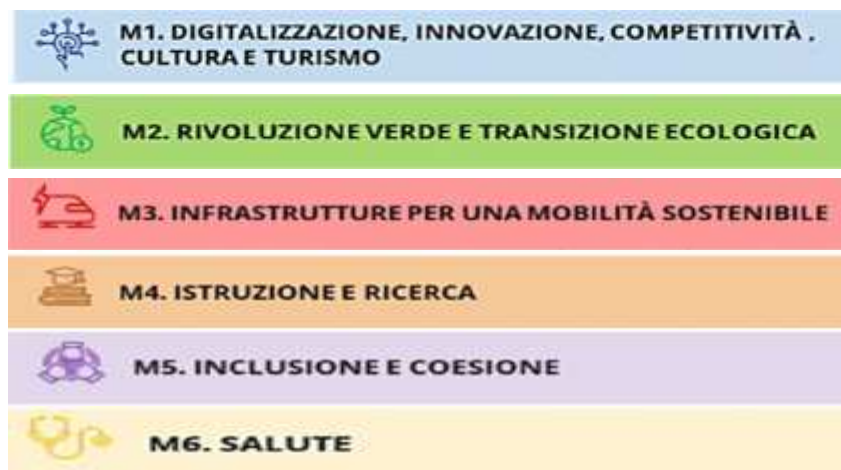 M1. DIGITALIZZAZIONE, INNOVAZIONE, COMPETITIVITÀ ,
CULTURA E TURISMO
M2. RIVOLUZIONE VERDE E TRANSIZIONE ECOLOGICA
M3. INFRASTRUTTURE PER UNA MOBILITÀ SOSTENIBILE
M4. ISTRUZIONE E RICERCA
M5. INCLUSIONE E COESIONE
M6. SALUTE